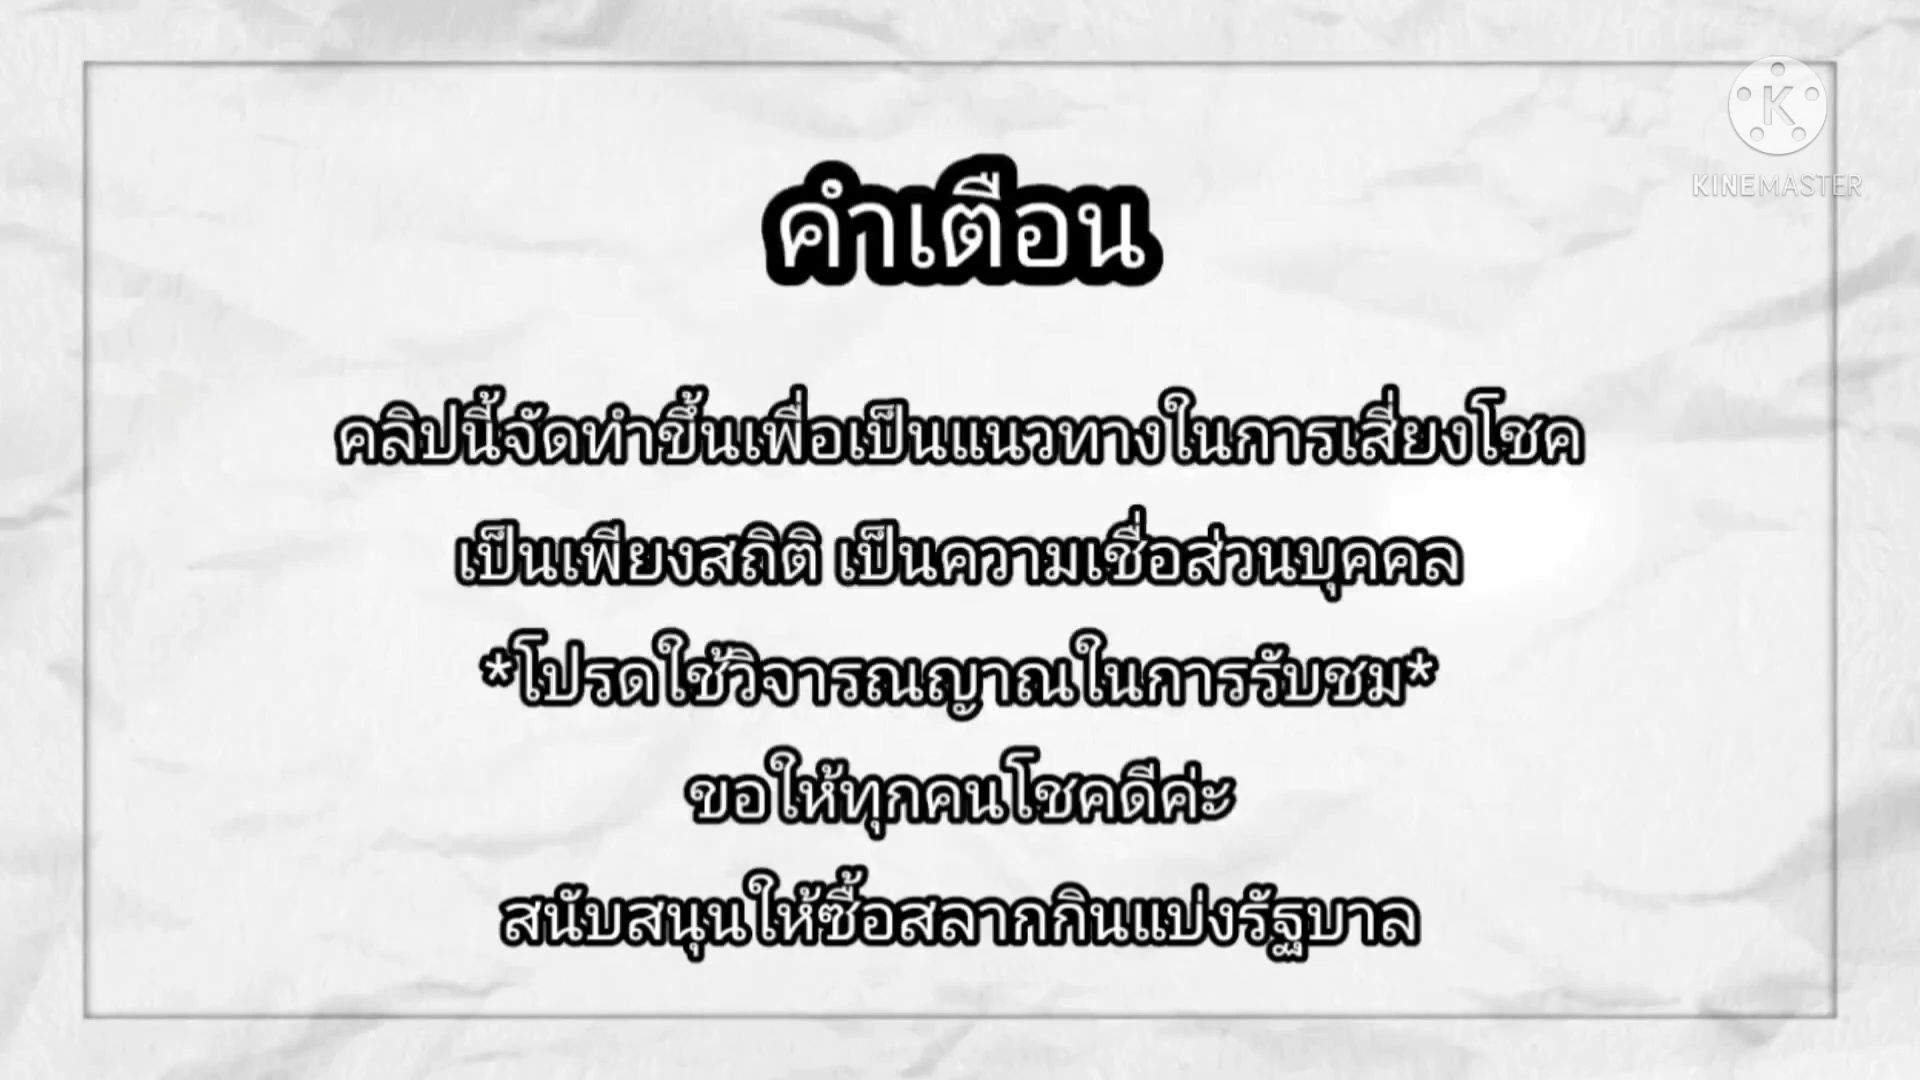 KINEMASTER
คำเตือน
คลิปนี้จัดทำขึ้นเพื่อเป็นแนวทางในการเสี่ยงโชค
เป็นเพียงสถิติ เป็นความเชื่อส่วนบุคคล
*โปรดใช้วิจารณญาณในการรับชม*
ขอให้ทุกคนโชคดีค่ะ
สนับสนุนให้ซื้อสลากกินแบ่งรัฐบาล